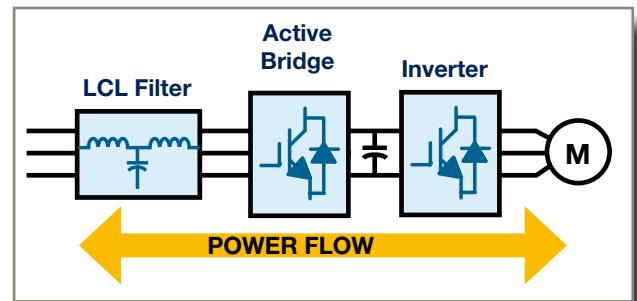 Active
Bridge
Inverter
LCL Filter
M
POWER FLOW